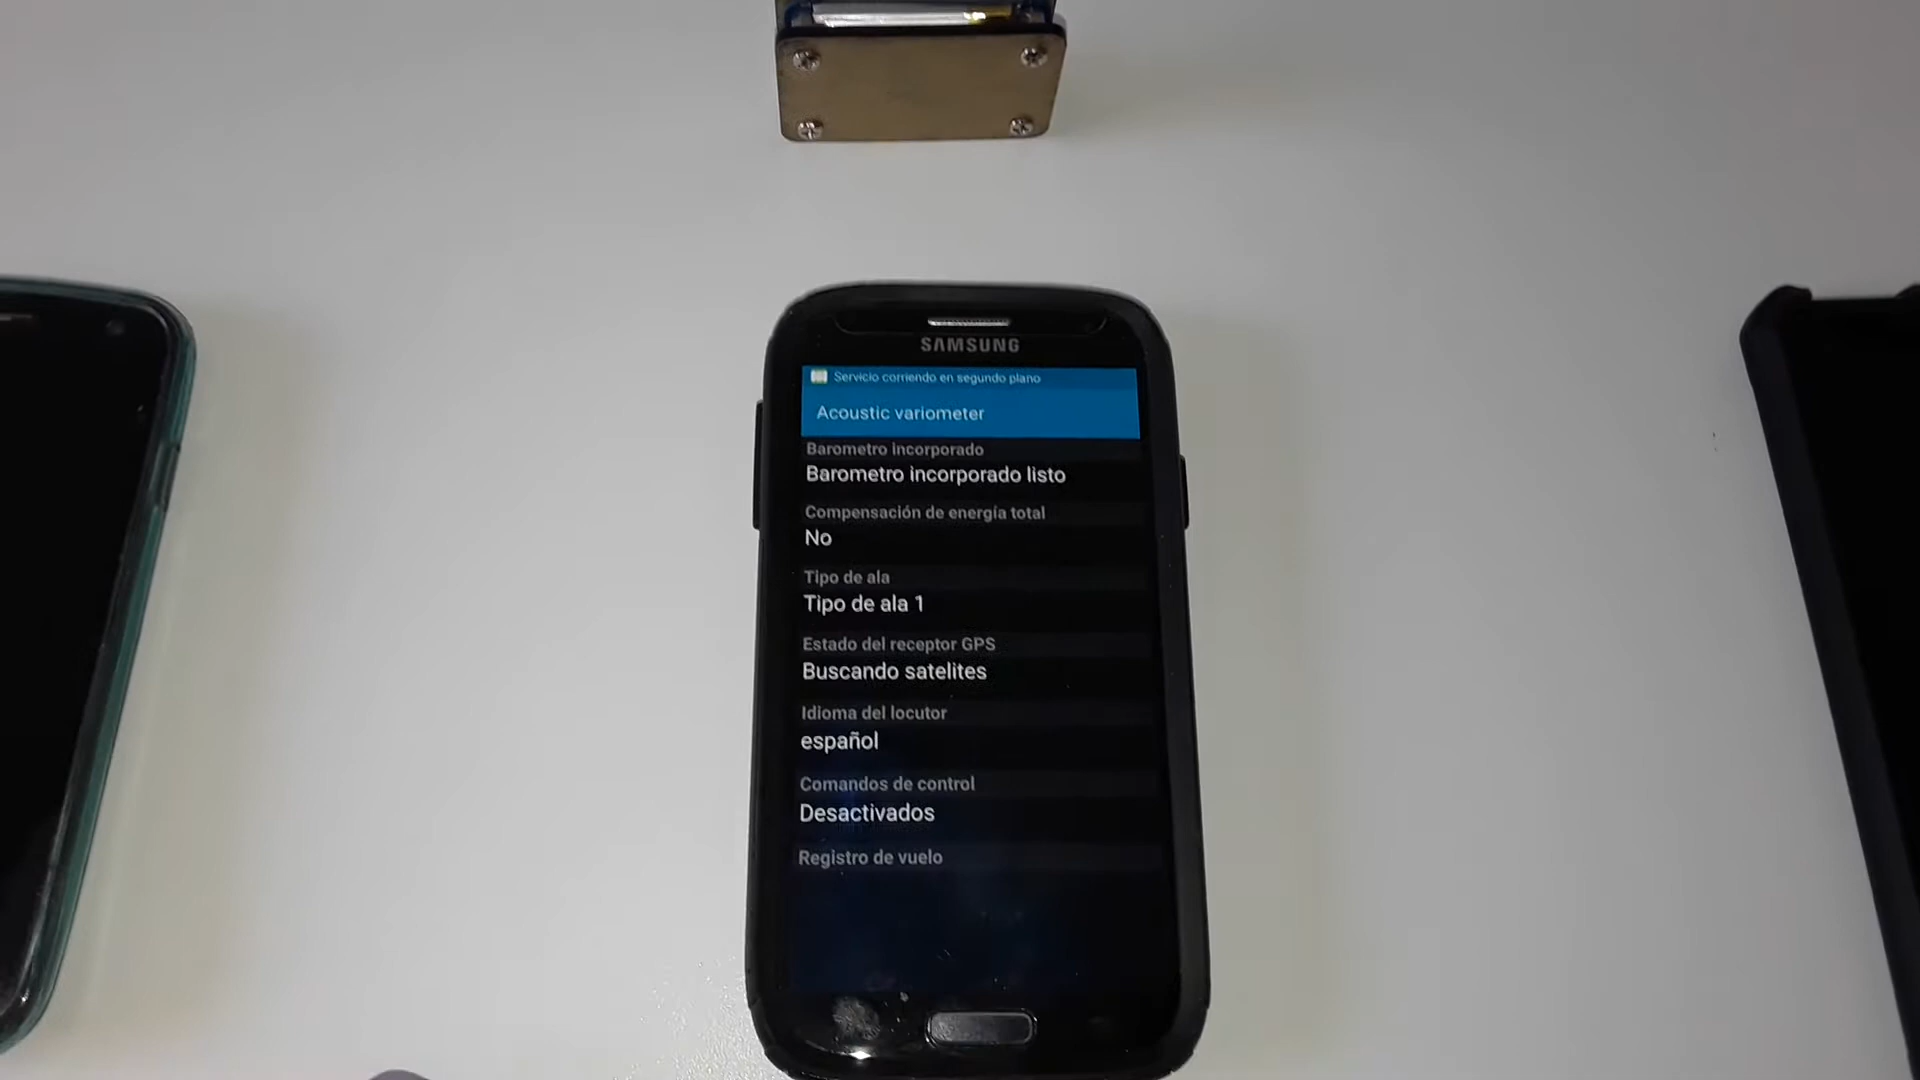 SAMSUNG
Servicio corriendo en segundo plano
Acoustic variometer
Barometro incorporado
Barometro incorporado listo
Compensación de energía total
No
Tipo de ala
Tipo de ala 1
Estado del receptor GPS
Buscando satelites
Idioma del locutor
español
Comandos de control
Desactivados
Registro de vuelo